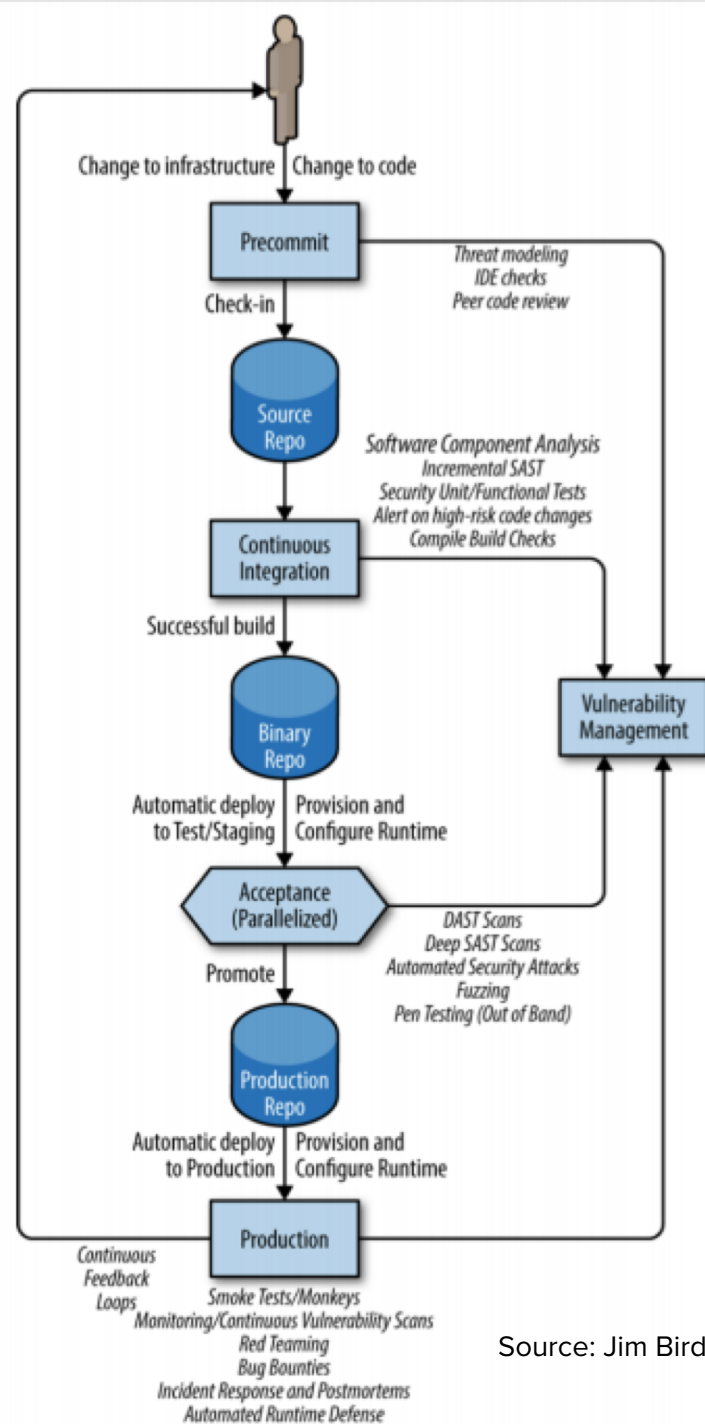 Change to infrastructure
Change to code
Precommit
Threat modeling
IDE checks
Peer code review
Check-in
Source
Repo
Software Component Analysis
Incremental SAST
Security Unit/Functional Tests
Alert on high-risk code changes
Compile Build Checks
Continuous
Integration
Successful build
Vulnerability
Management
Binary
Repo
Automatic deploy
to Test/Staging
Provision and
Configure Runtime
Acceptance
(Parallelized)
DAST Scans
Deep SAST Scans
Automated Security Attacks
Fuzzing
Pen Testing (Out of Band)
Promote
Production
Repo
Automatic deploy
to Production
Provision and
Configure Runtime
Production
Continuous
Feedback
Loops
Smoke Tests/Monkeys
Monitoring/Continuous Vulnerability Scans
Red Teaming
Bug Bounties
Incident Response and Postmortems
Automated Runtime Defense
Source: Jim Bird